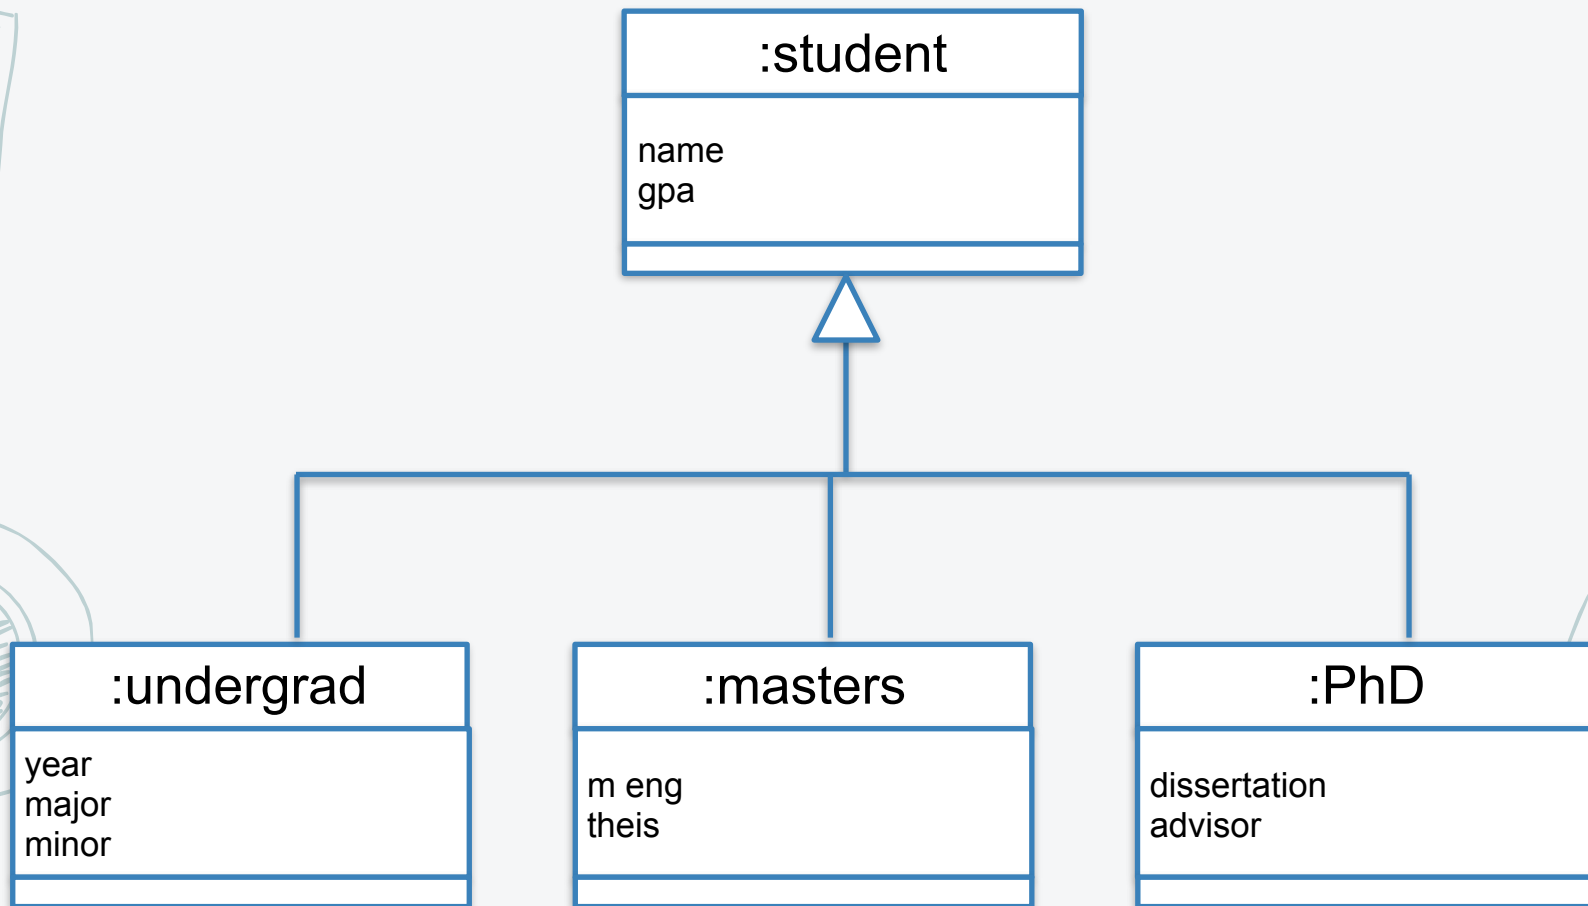 :student
name
gpa
:undergrad
year
major
minor
:masters
m eng
theis
:PhD
dissertation
advisor